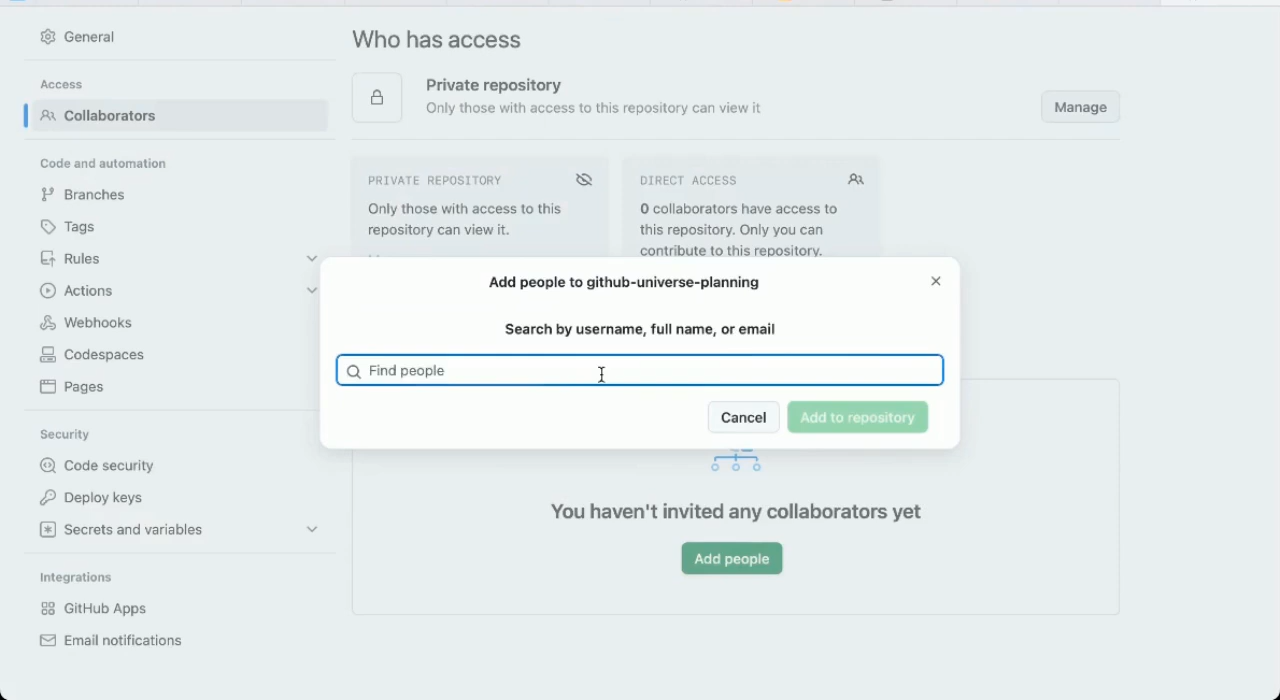 General
Access
Collaborators
Code and automation
Branches
Tags
Rules
Actions
Webhooks
Codespaces
Pages
Security
Code security
Deploy keys
Secrets and variables
Integrations
GitHub Apps
Email notifications
Who has access
Private repository
Only those with access to this repository can view it
Manage
PRIVATE REPOSITORY
Only those with access to this
repository can view it.
DIRECT ACCESS
0 collaborators have access to
this repository. Only you can
contribute to this repository.
Add people to github-universe-planning
Search by username, full name, or email
Find people
Cancel
Add to repository
You haven't invited any collaborators yet
Add people